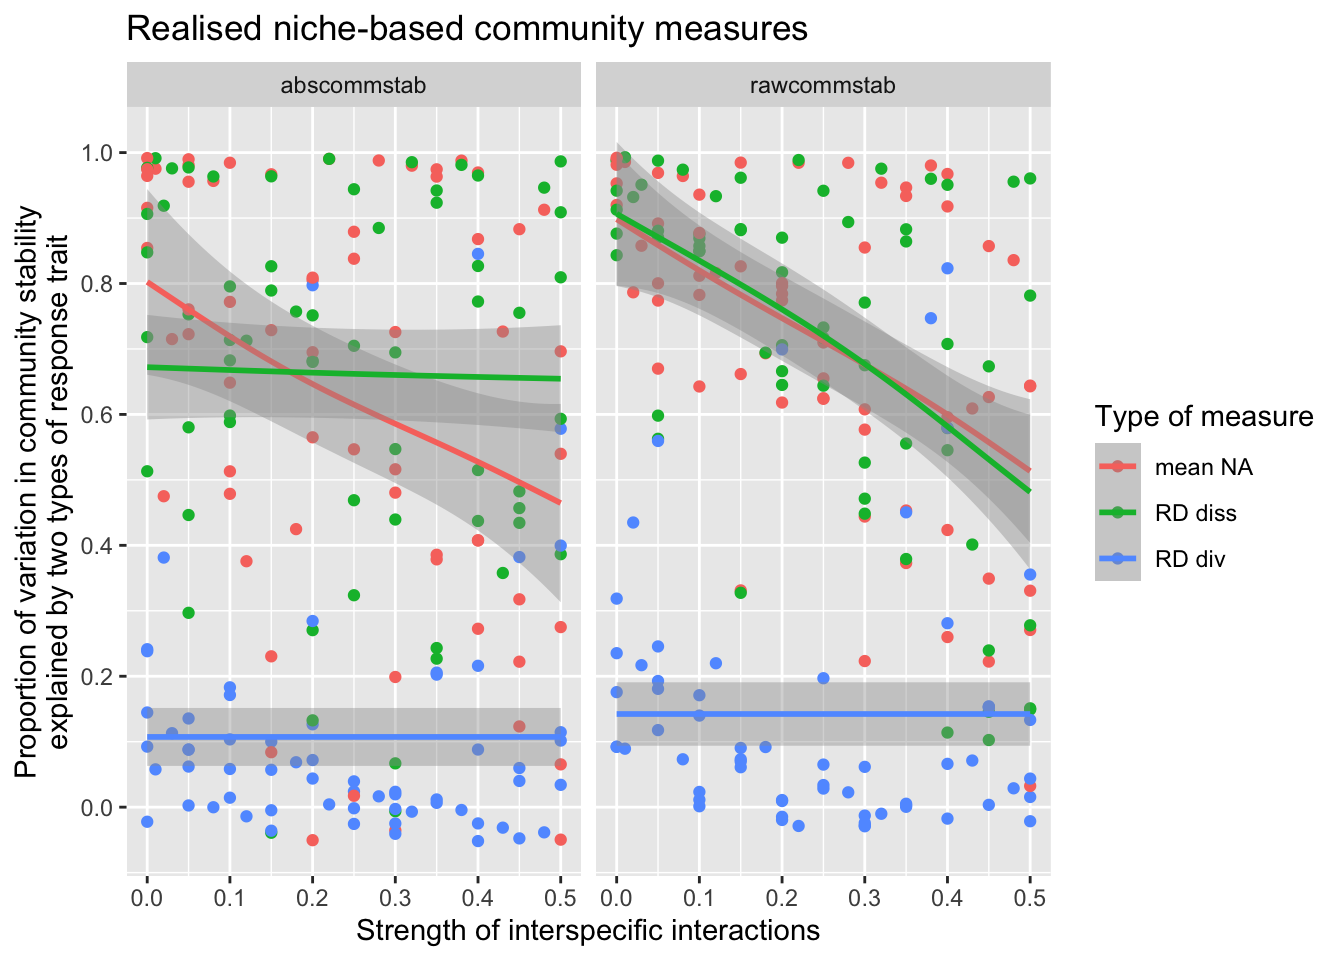 Realised niche-based community measures
abscommstab
rawcommstab
Proportion of variation in community stability
explained by two types of response trait
1.0
0.8
0.6
0.4
0.2
0.0
0.0 0.1 0.2 0.3 0.4 0.5
0.0 0.1 0.2 0.3 0.4 0.5
Strength of interspecific interactions
Type of measure
mean NA
RD diss
RD div